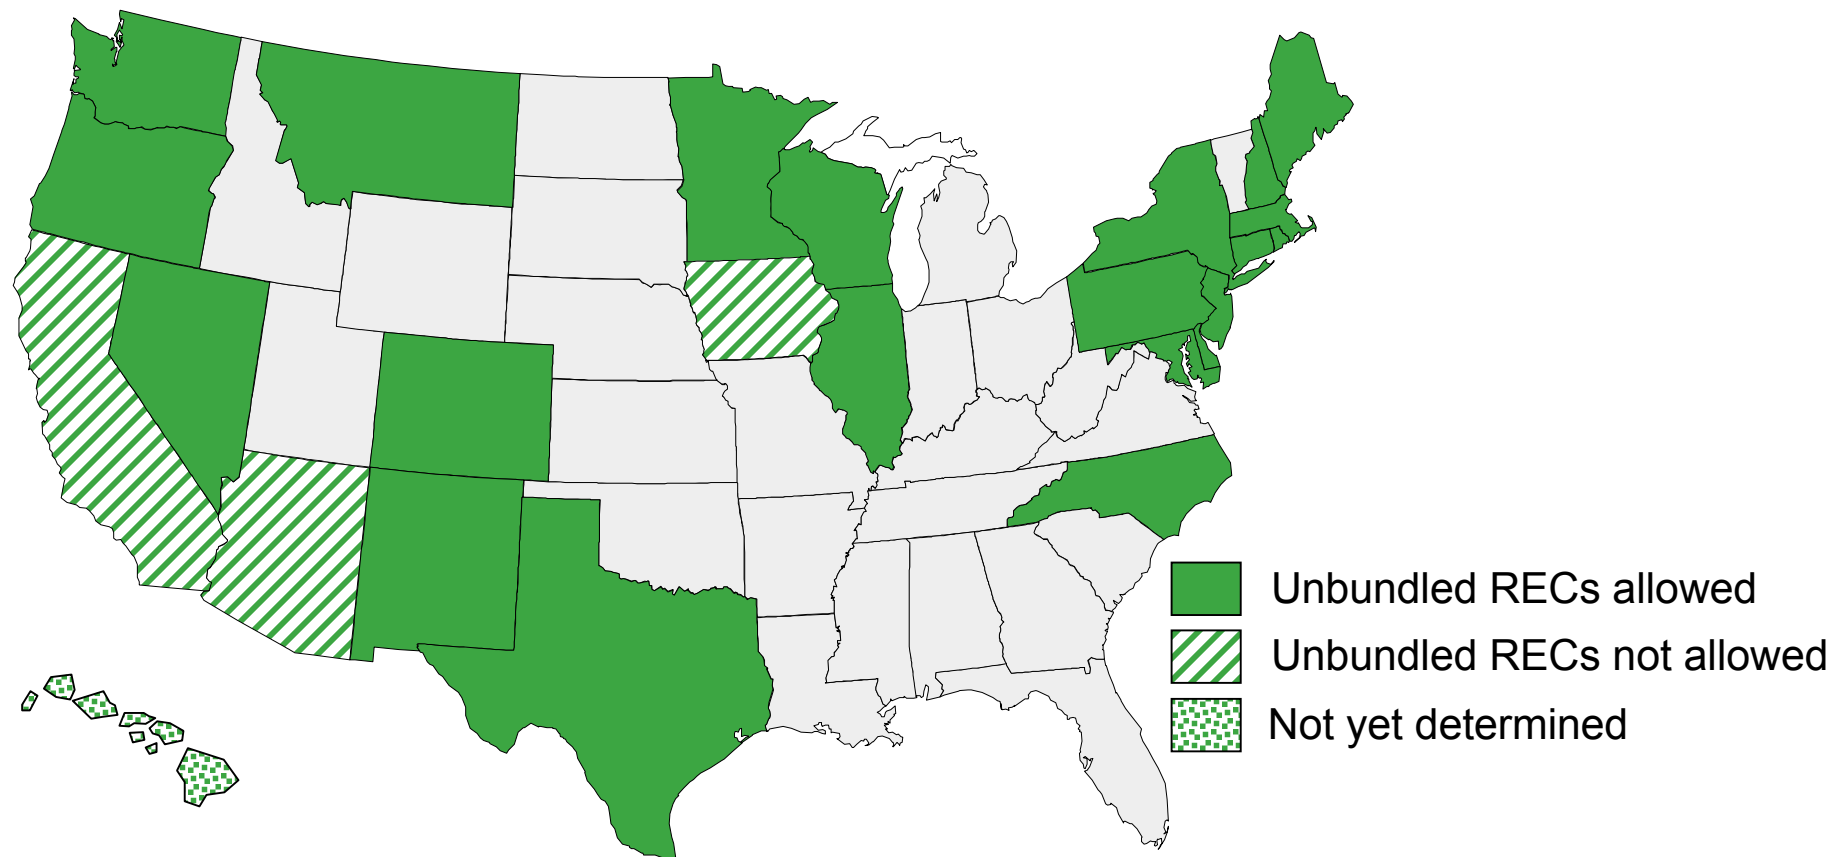 Unbundled RECs allowed
Unbundled RECs not allowed
Not yet determined